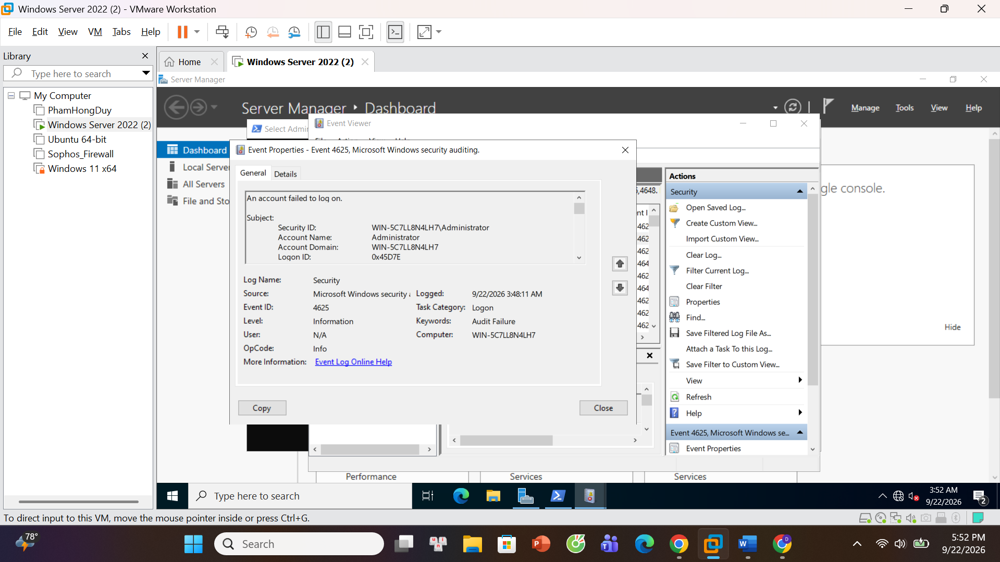 Windows Server 2022 (2) - VMware Workstation
File Edit View VM Tabs Help
Library
Type here to search
My Computer
PhamHongDuy
Windows Server 2022 (2)
Ubuntu 64-bit
Sophos_Firewall
Windows 11 x64
Home
Windows Server 2022 (2)
Server Manager
Server Manager Dashboard
Manage Tools View Help
Select Admi
Event Viewer
Dashboard
Local Server
All Servers
File and Sto
Event Properties - Event 4625, Microsoft Windows security auditing.
General Details
An account failed to log on.
Subject:
Security ID: WIN-5C7LL8N4LH7\Administrator
Account Name: Administrator
Account Domain: WIN-5C7LL8N4LH7
Logon ID: 0x45D7E
Log Name: Security
Source: Microsoft Windows security Logged: 9/22/2026 3:48:11 AM
Event ID: 4625 Task Category: Logon
Level: Information Keywords: Audit Failure
User: N/A Computer: WIN-5C7LL8N4LH7
OpCode: Info
More Information: Event Log Online Help
Copy Close
,4648.
nt I
462
462
462
464
462
464
462
462
462
Actions
Security
Open Saved Log...
Create Custom View...
Import Custom View...
Clear Log...
Filter Current Log...
Clear Filter
Properties
Find...
Save Filtered Log File As...
Attach a Task To this Log...
Save Filter to Custom View...
View
Refresh
Help
Event 4625, Microsoft Windows se...
Event Properties
gle console.
Hide
Performance Services Services
Type here to search
3:52 AM
9/22/2026
2
To direct input to this VM, move the mouse pointer inside or press Ctrl+G.
78°
Search
5:52 PM
9/22/2026